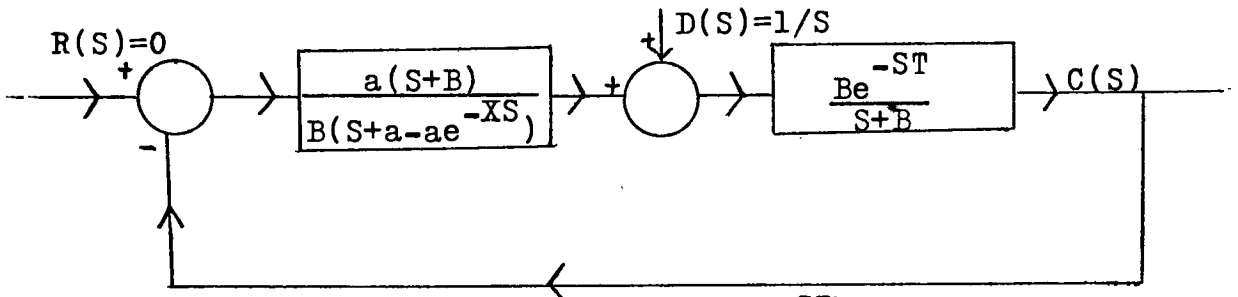 R(S)=0
D(S)=1/S
+
-
a(S+B)
B(S+a-ae^-XS)
+
+
Be^-ST
S+B
C(S)